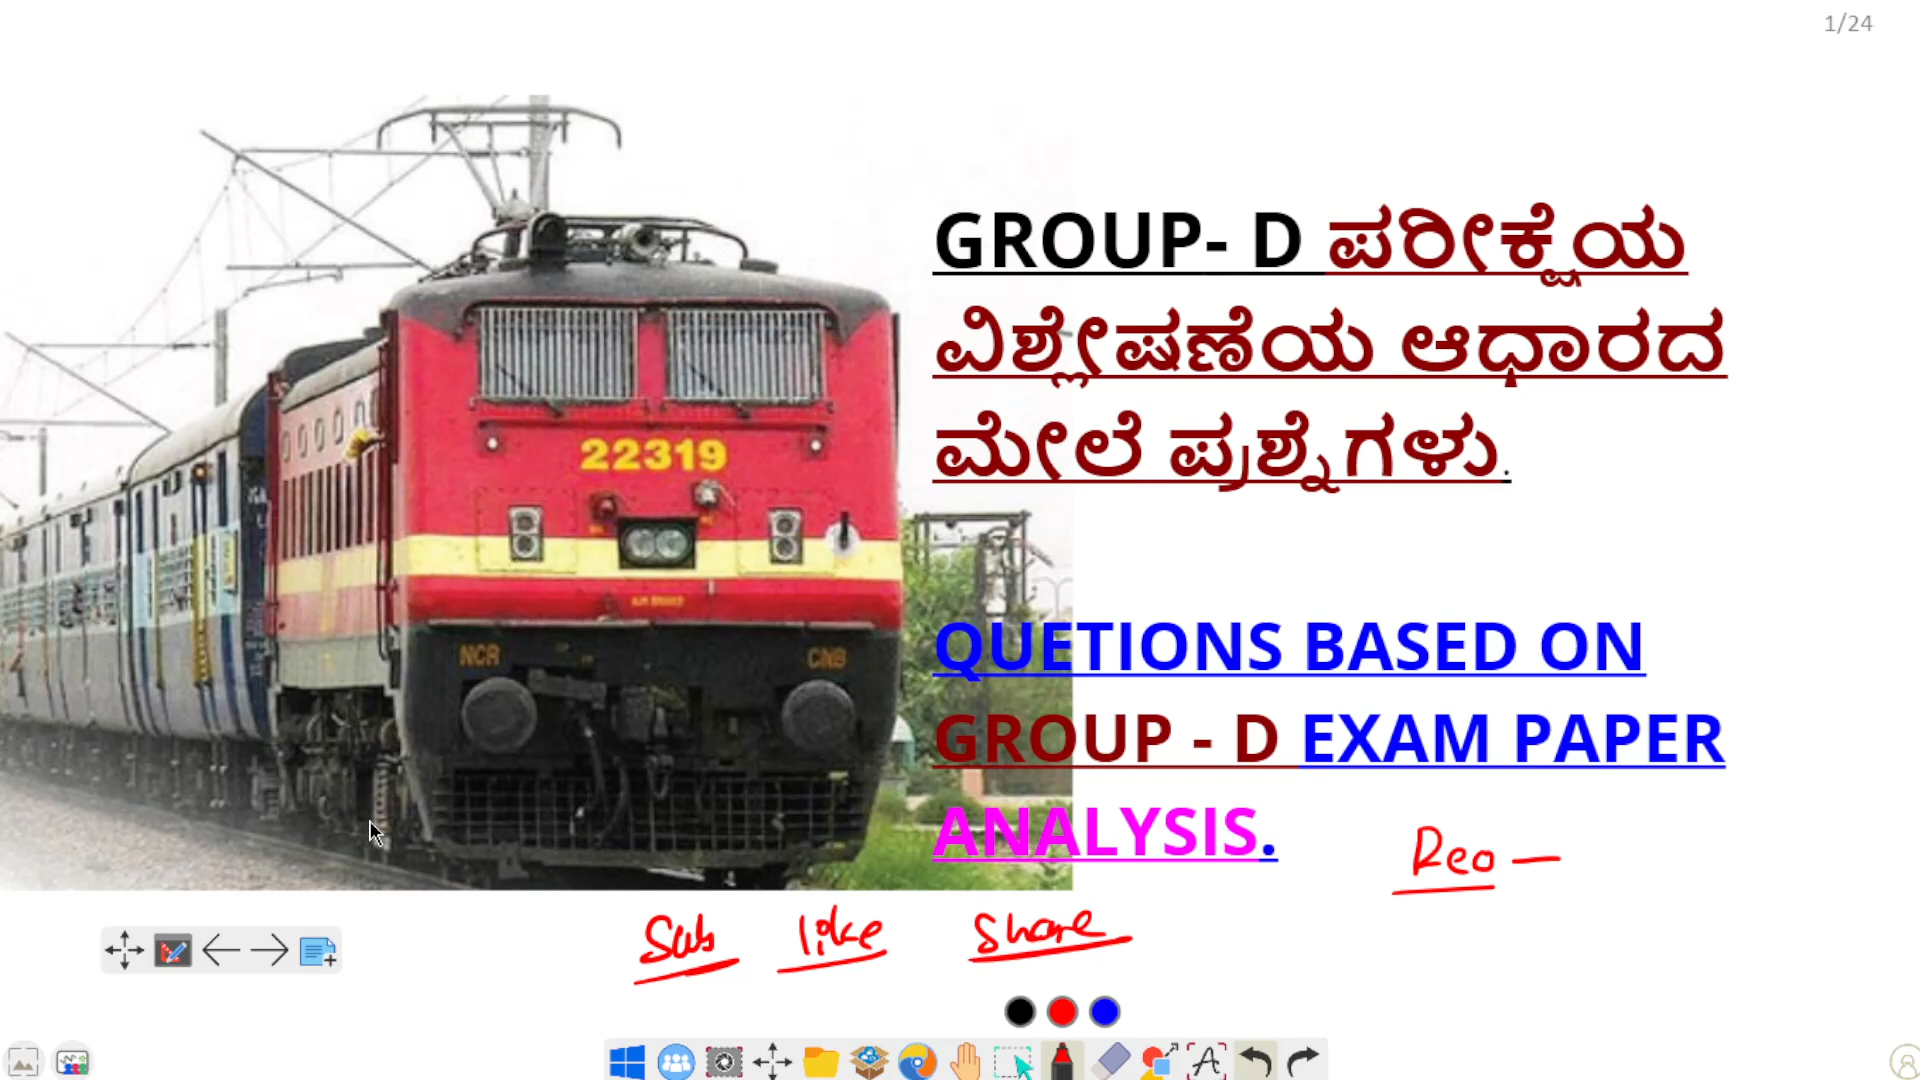 1/24
GROUP- D ಪರೀಕ್ಷೆಯ
ವಿಶ್ಲೇಷಣೆಯ ಆಧಾರದ
ಮೇಲೆ ಪ್ರಶ್ನೆಗಳು.
22319
NCR
CNB
QUETIONS BASED ON
GROUP - D EXAM PAPER
ANALYSIS.
Sub like Share